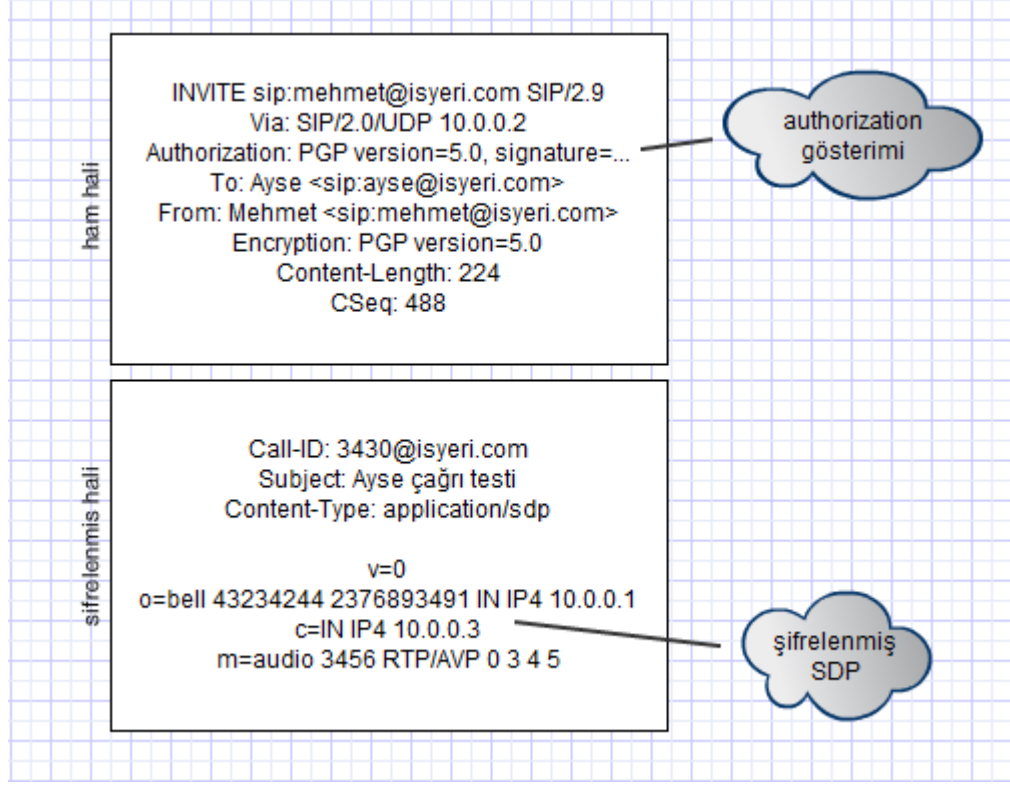 INVITE sip:mehmet@isyeri.com SIP/2.9
Via: SIP/2.0/UDP 10.0.0.2
Authorization: PGP version=5.0, signature=...
To: Ayse <sip:ayse@isyeri.com>
From: Mehmet <sip:mehmet@isyeri.com>
Encryption: PGP version=5.0
Content-Length: 224
CSeq: 488
ham hali
authorization
gösterimi
Call-ID: 3430@isyeri.com
Subject: Ayse çağrı testi
Content-Type: application/sdp
v=0
o=bell 43234244 2376893491 IN IP4 10.0.0.1
c=IN IP4 10.0.0.3
m=audio 3456 RTP/AVP 0 3 4 5
sifrelenmis hali
şifrelenmiş
SDP